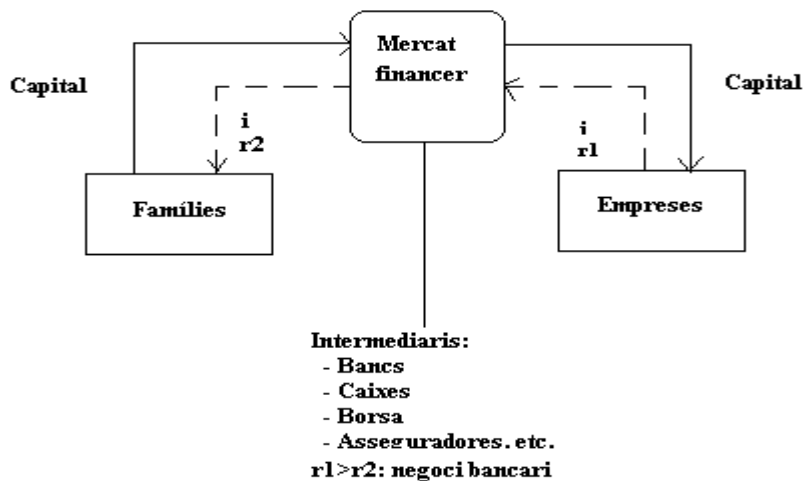 Mercat
financer
Capital
Capital
i
r2
i
r1
Famílies
Empreses
Intermediaris:
- Bancs
- Caixes
- Borsa
- Asseguradores. etc.
r1>r2: negoci bancari